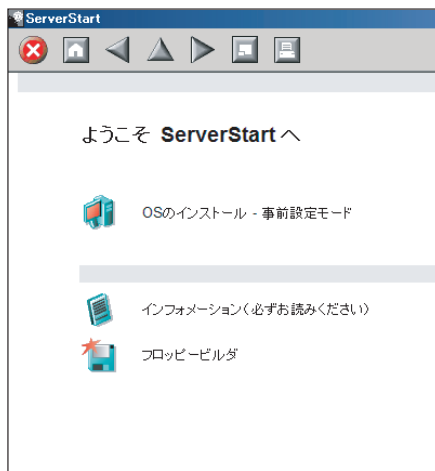 ServerStart
ようこそ ServerStart へ
OSのインストール - 事前設定モード
インフォメーション(必ずお読みください)
フロッピービルダ